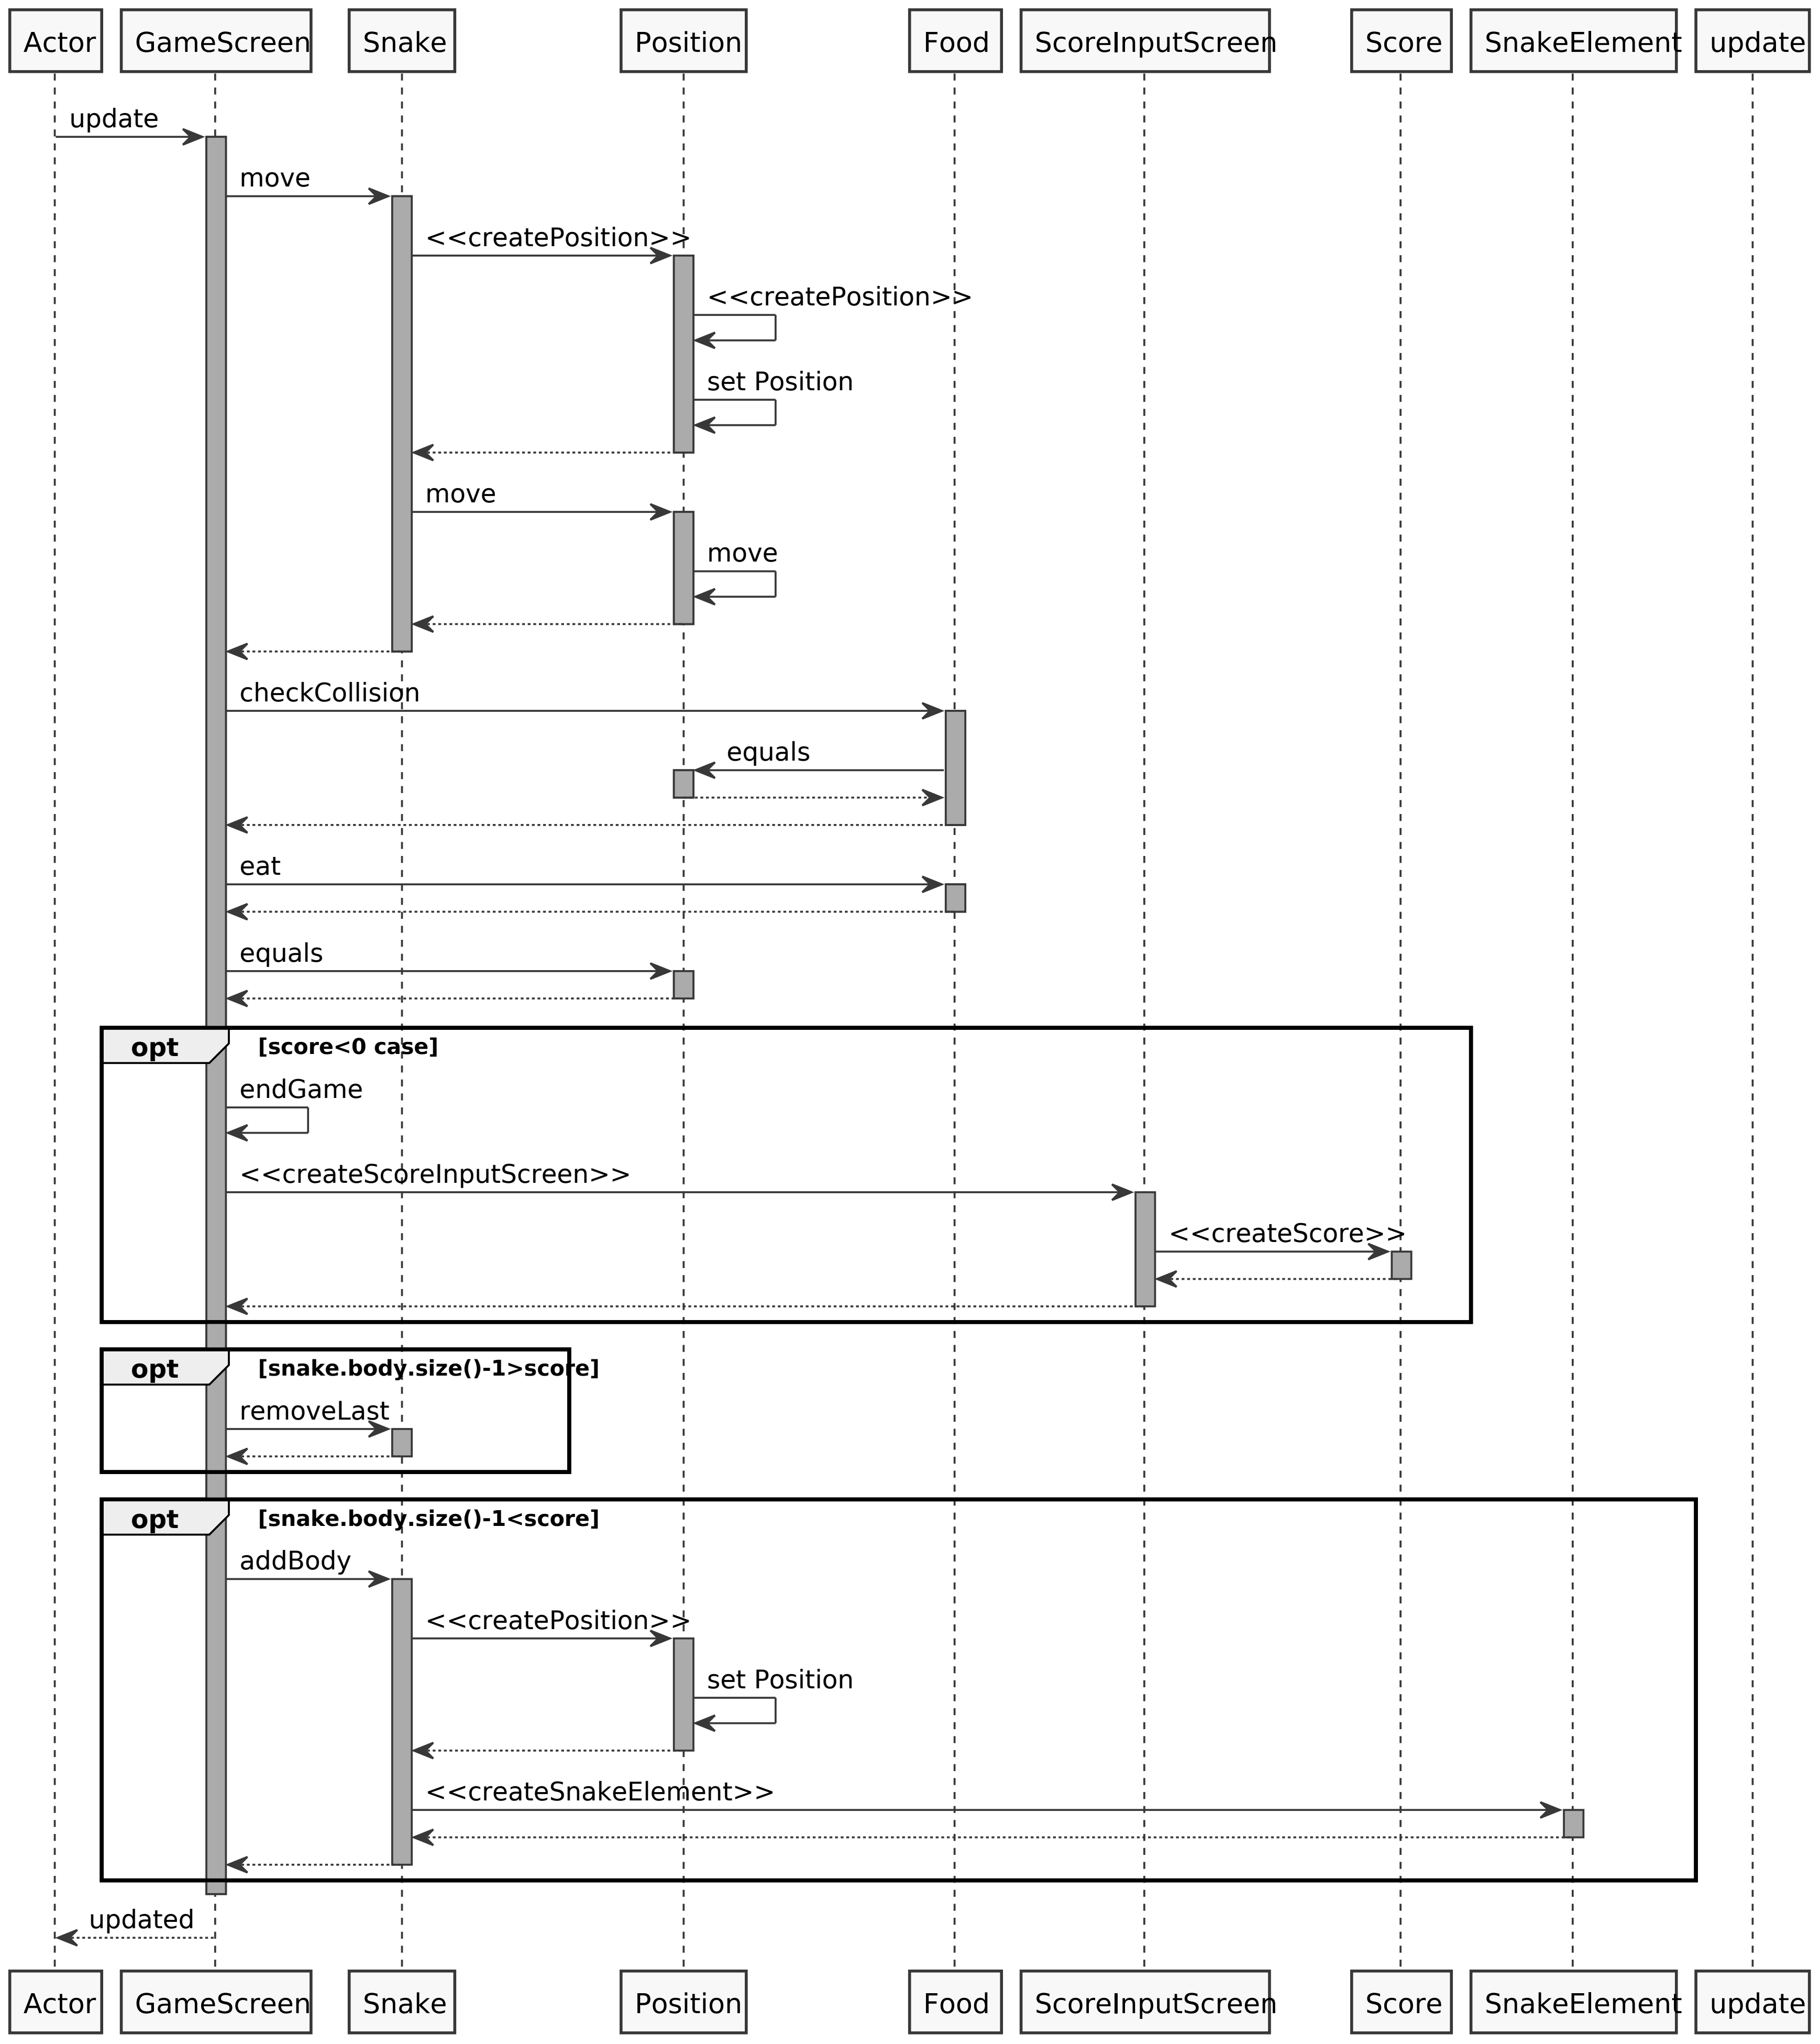 Actor GameScreen Snake Position Food ScoreInputScreen Score SnakeElement update
update
move
<<createPosition>>
<<createPosition>>
set Position
move
move
checkCollision
equals
eat
equals
opt [score<0 case]
endGame
<<createScoreInputScreen>>
<<createScore>>
opt [snake.body.size()-1>score]
removeLast
opt [snake.body.size()-1<score]
addBody
<<createPosition>>
set Position
<<createSnakeElement>>
updated
Actor GameScreen Snake Position Food ScoreInputScreen Score SnakeElement update